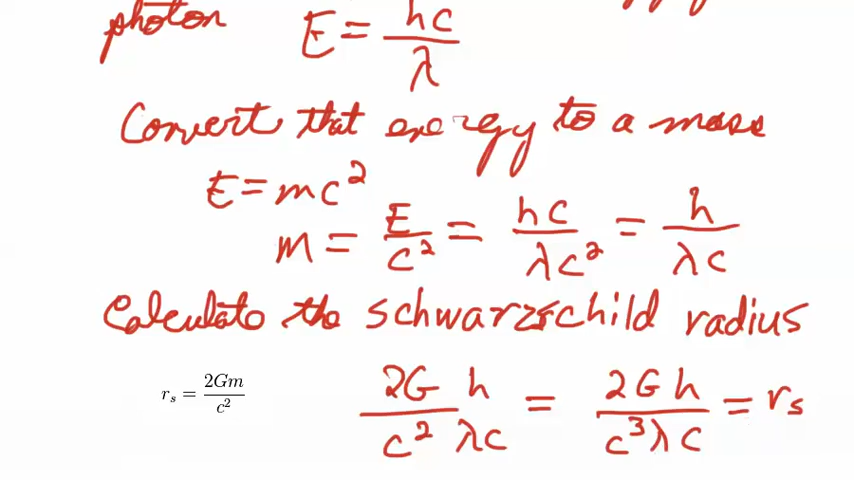 photon E = hc/λ
Convert that energy to a mass
E = mc²
m = E/c² = hc/λc² = h/λc
Calculate the schwarzschild radius
r_s = 2Gm/c² 2G/c² h/λc = 2Gh/c³λc = r_s